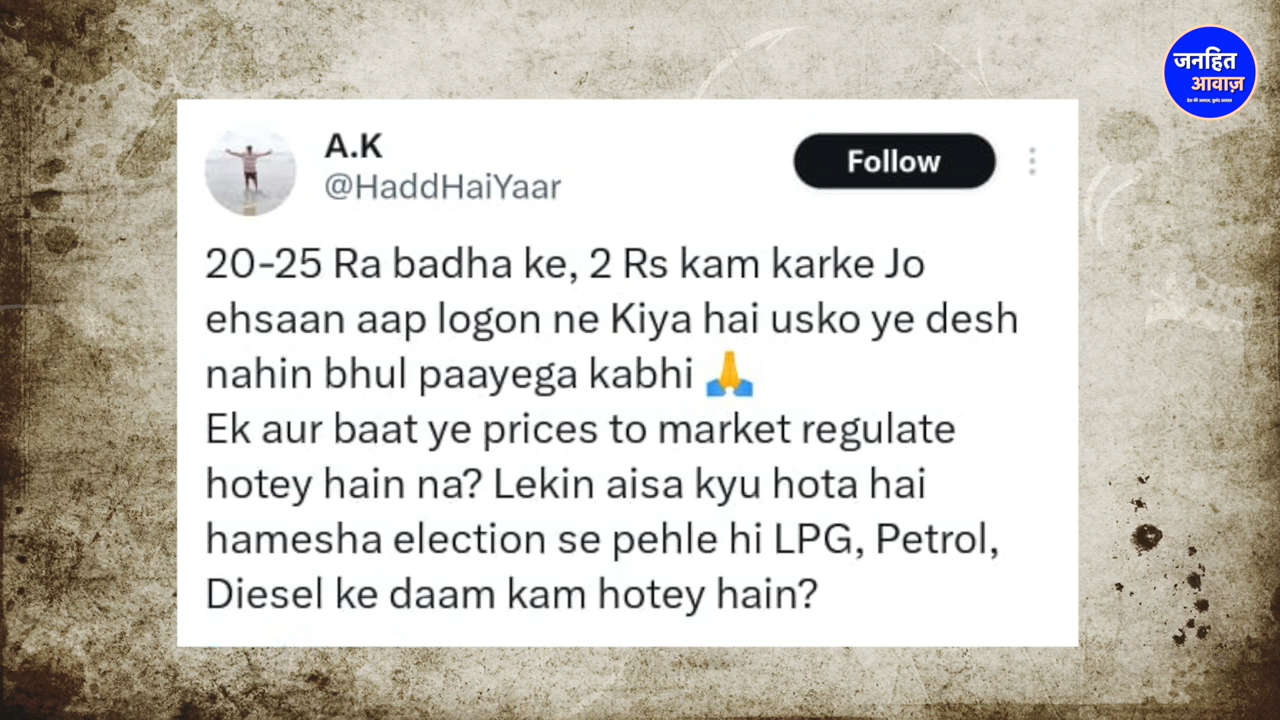 जनहित
आवाज़
A.K
@HaddHaiYaar
Follow
20-25 Ra badha ke, 2 Rs kam karke Jo
ehsaan aap logon ne Kiya hai usko ye desh
nahin bhul paayega kabhi 🙏
Ek aur baat ye prices to market regulate
hotey hain na? Lekin aisa kyu hota hai
hamesha election se pehle hi LPG, Petrol,
Diesel ke daam kam hotey hain?